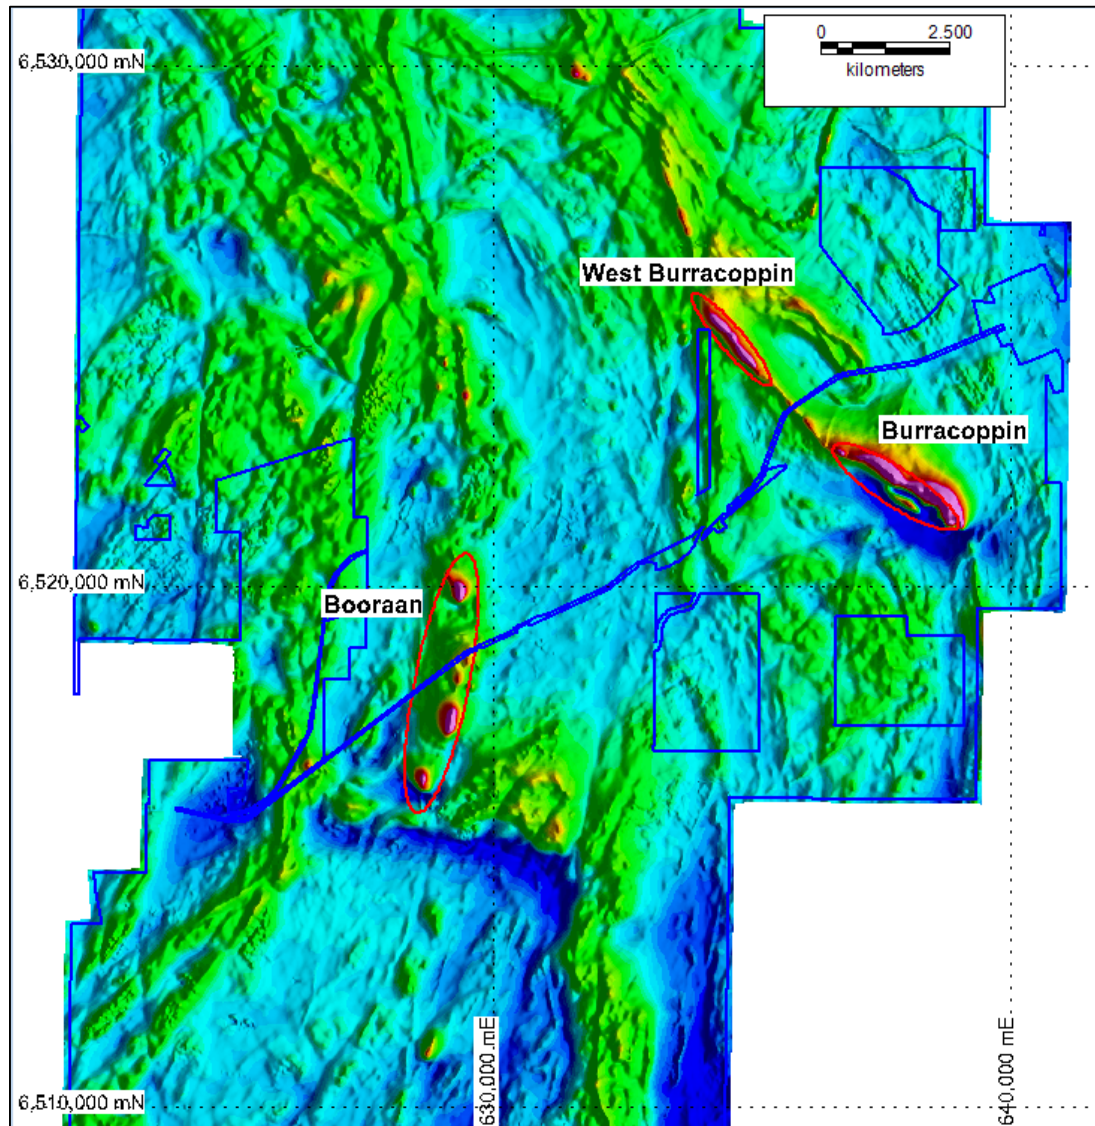 0 2.500
kilometers
6,530,000 mN
West Burracoppin
Burracoppin
6,520,000 mN
Booraan
630,000 mE
640,000 mE
6,510,000 mN